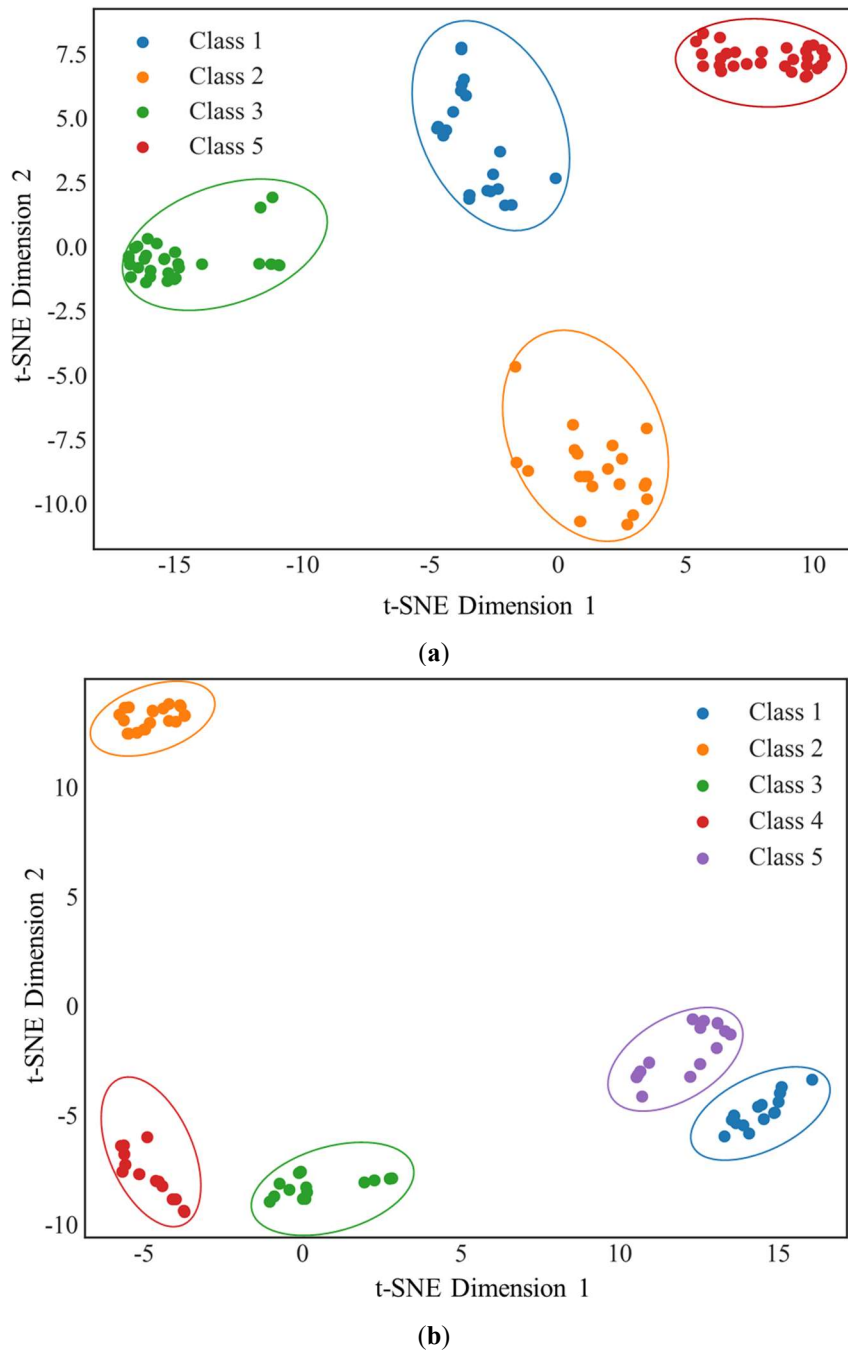 7.5
5.0
2.5
0.0
-2.5
-5.0
-7.5
-10.0
t-SNE Dimension 2
Class 1
Class 2
Class 3
Class 5
-15
-10
-5
0
5
10
t-SNE Dimension 1
(a)
10
5
0
-5
-10
t-SNE Dimension 2
Class 1
Class 2
Class 3
Class 4
Class 5
-5
0
5
10
15
t-SNE Dimension 1
(b)